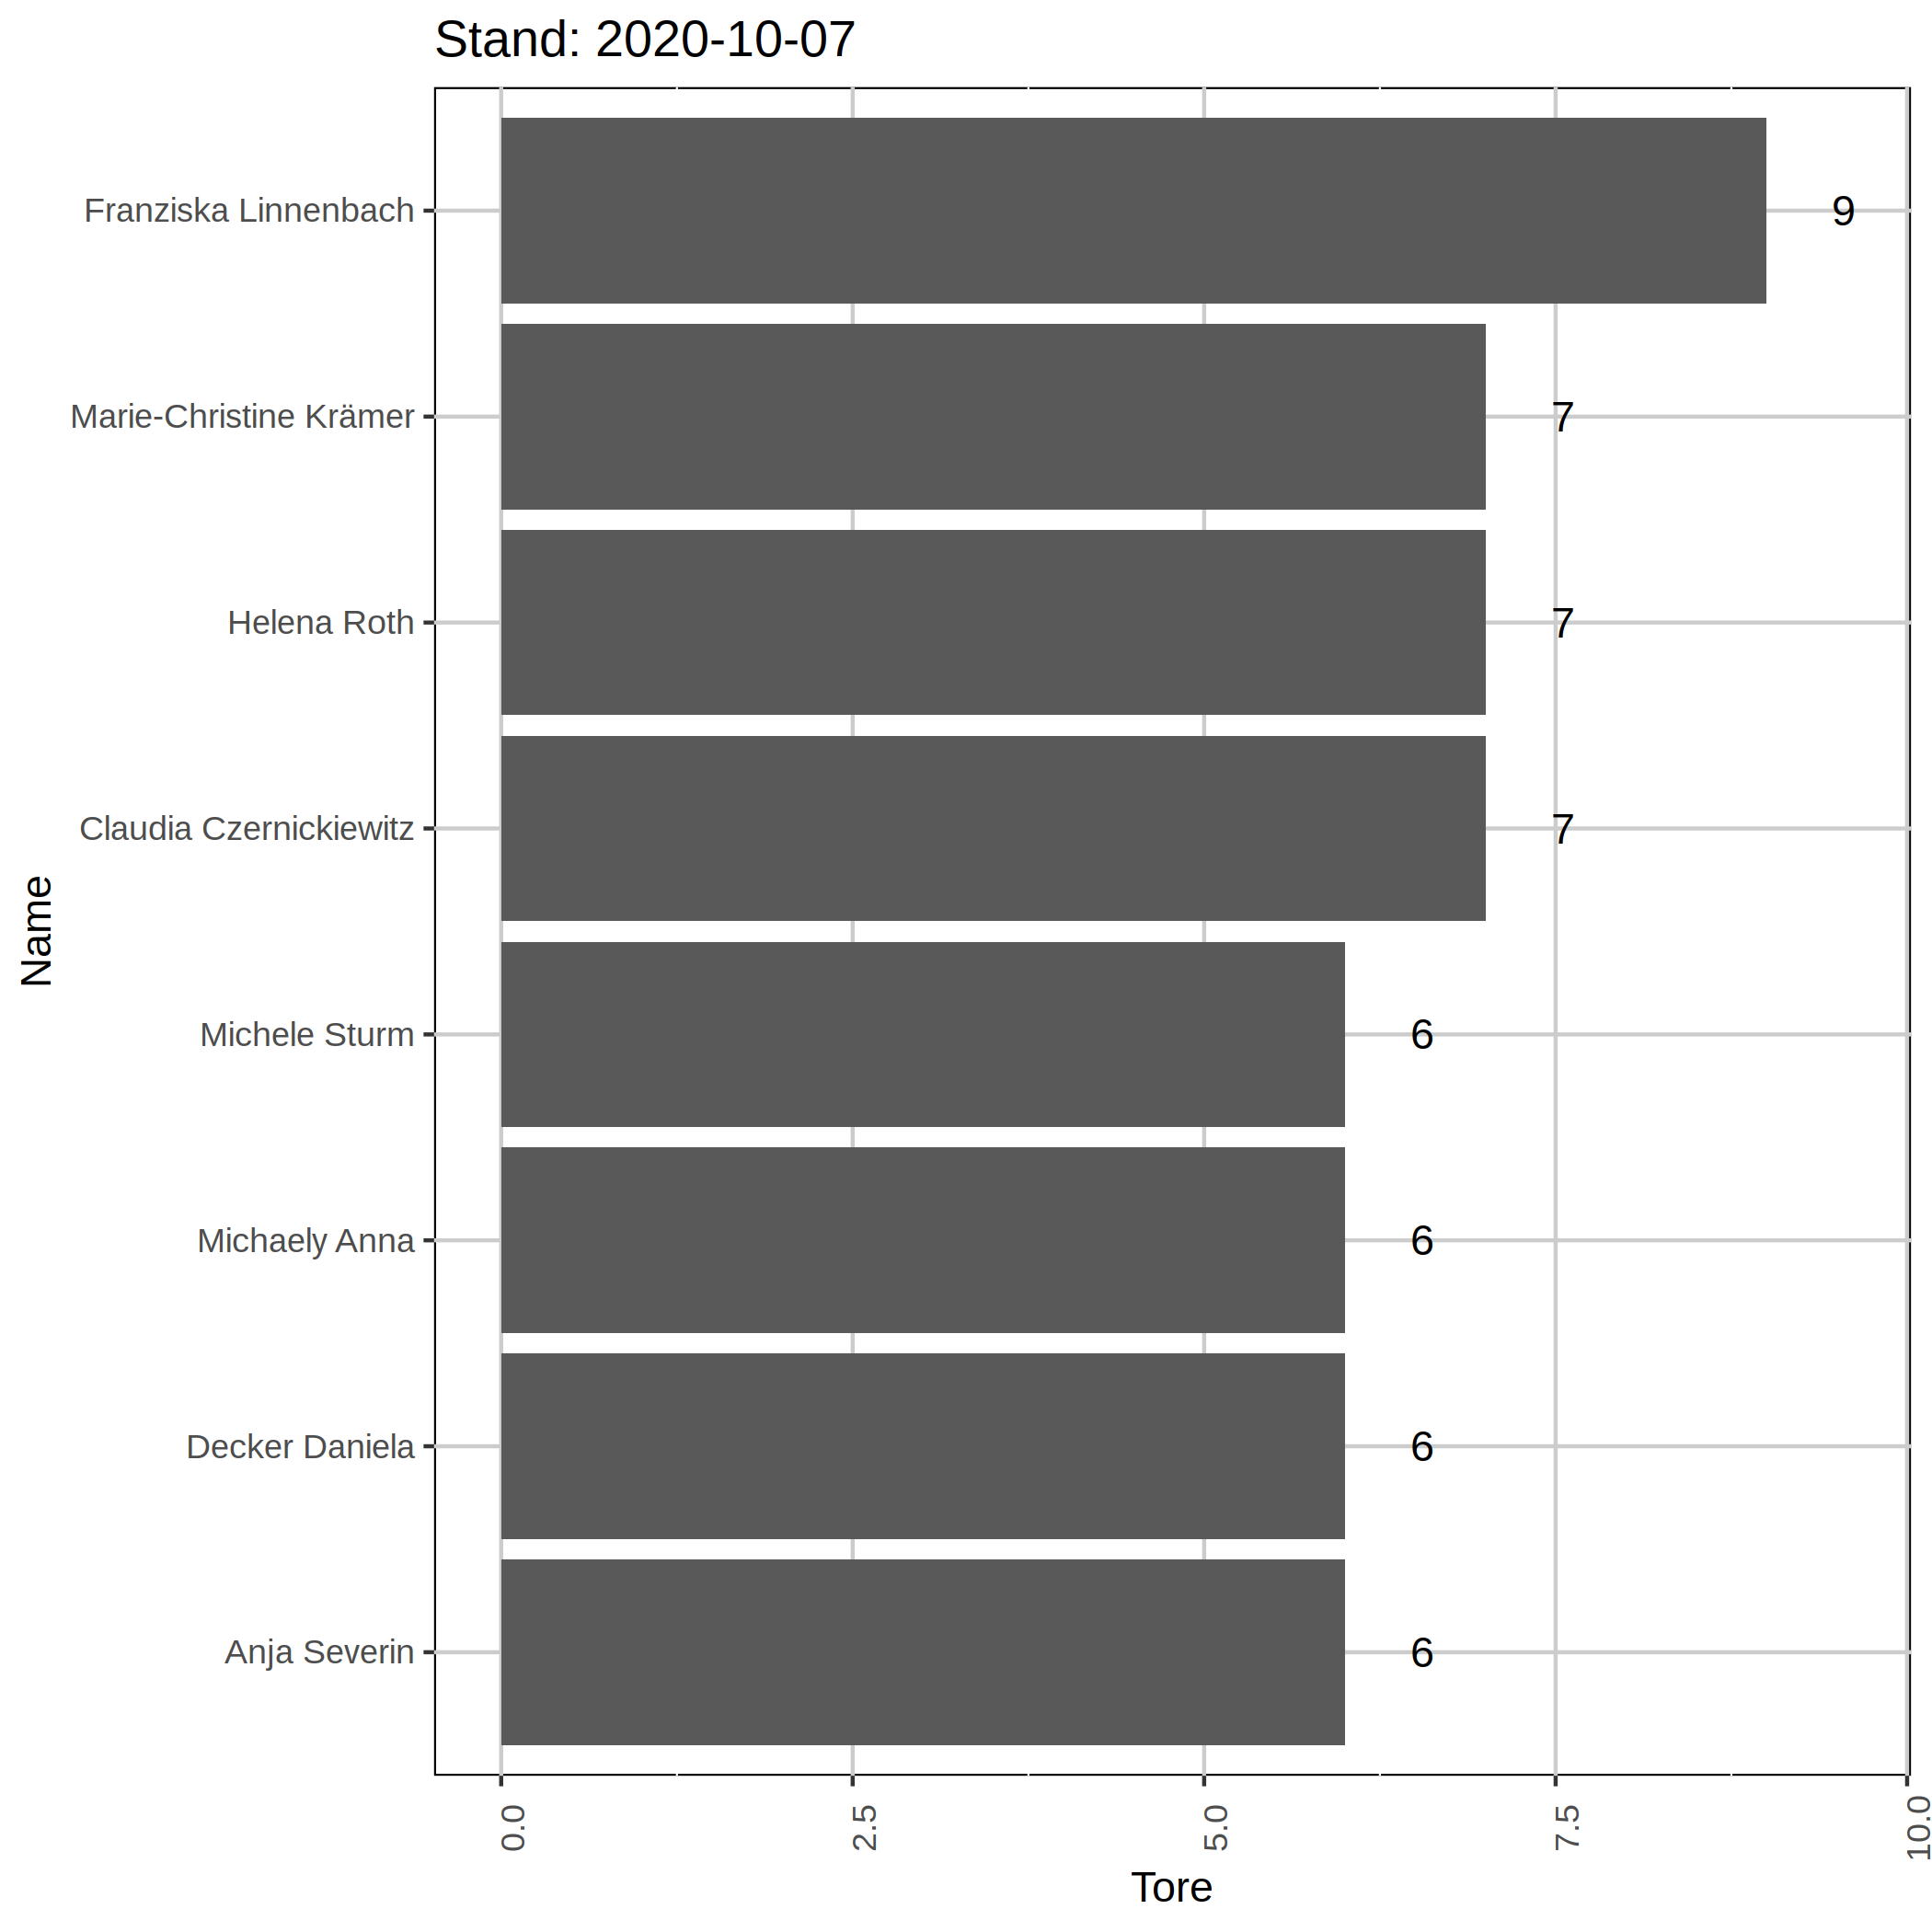 Stand: 2020-10-07
Franziska Linnenbach 9
Marie-Christine Krämer 7
Helena Roth 7
Claudia Czernickiewitz 7
Michele Sturm 6
Michaely Anna 6
Decker Daniela 6
Anja Severin 6
Name
0.0 2.5 5.0 7.5 10.0
Tore